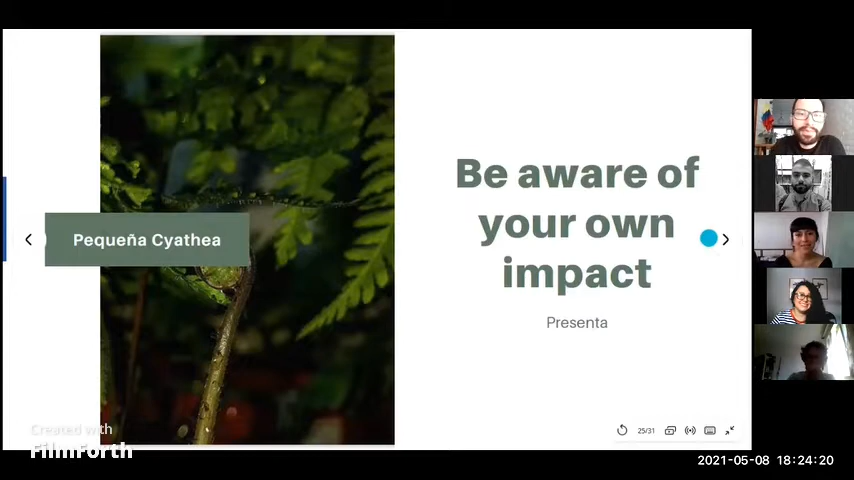 Be aware of
your own
impact
Presenta
Pequeña Cyathea
25/31
Created with
FilmForth
2021-05-08 18:24:20